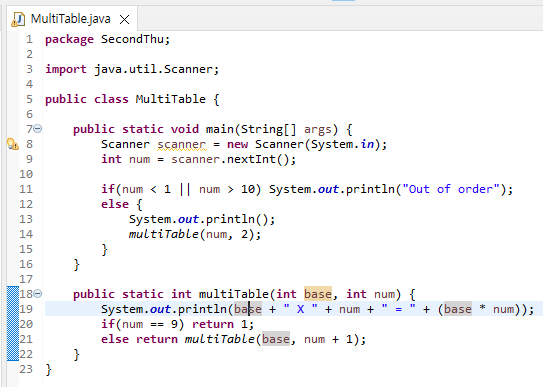 MultiTable.java
1 package SecondThu;
2
3 import java.util.Scanner;
4
5 public class MultiTable {
6
7     public static void main(String[] args) {
8         Scanner scanner = new Scanner(System.in);
9         int num = scanner.nextInt();
10
11         if(num < 1 || num > 10) System.out.println("Out of order");
12         else {
13             System.out.println();
14             multiTable(num, 2);
15         }
16     }
17
18     public static int multiTable(int base, int num) {
19         System.out.println(base + " X " + num + " = " + (base * num));
20         if(num == 9) return 1;
21         else return multiTable(base, num + 1);
22     }
23 }